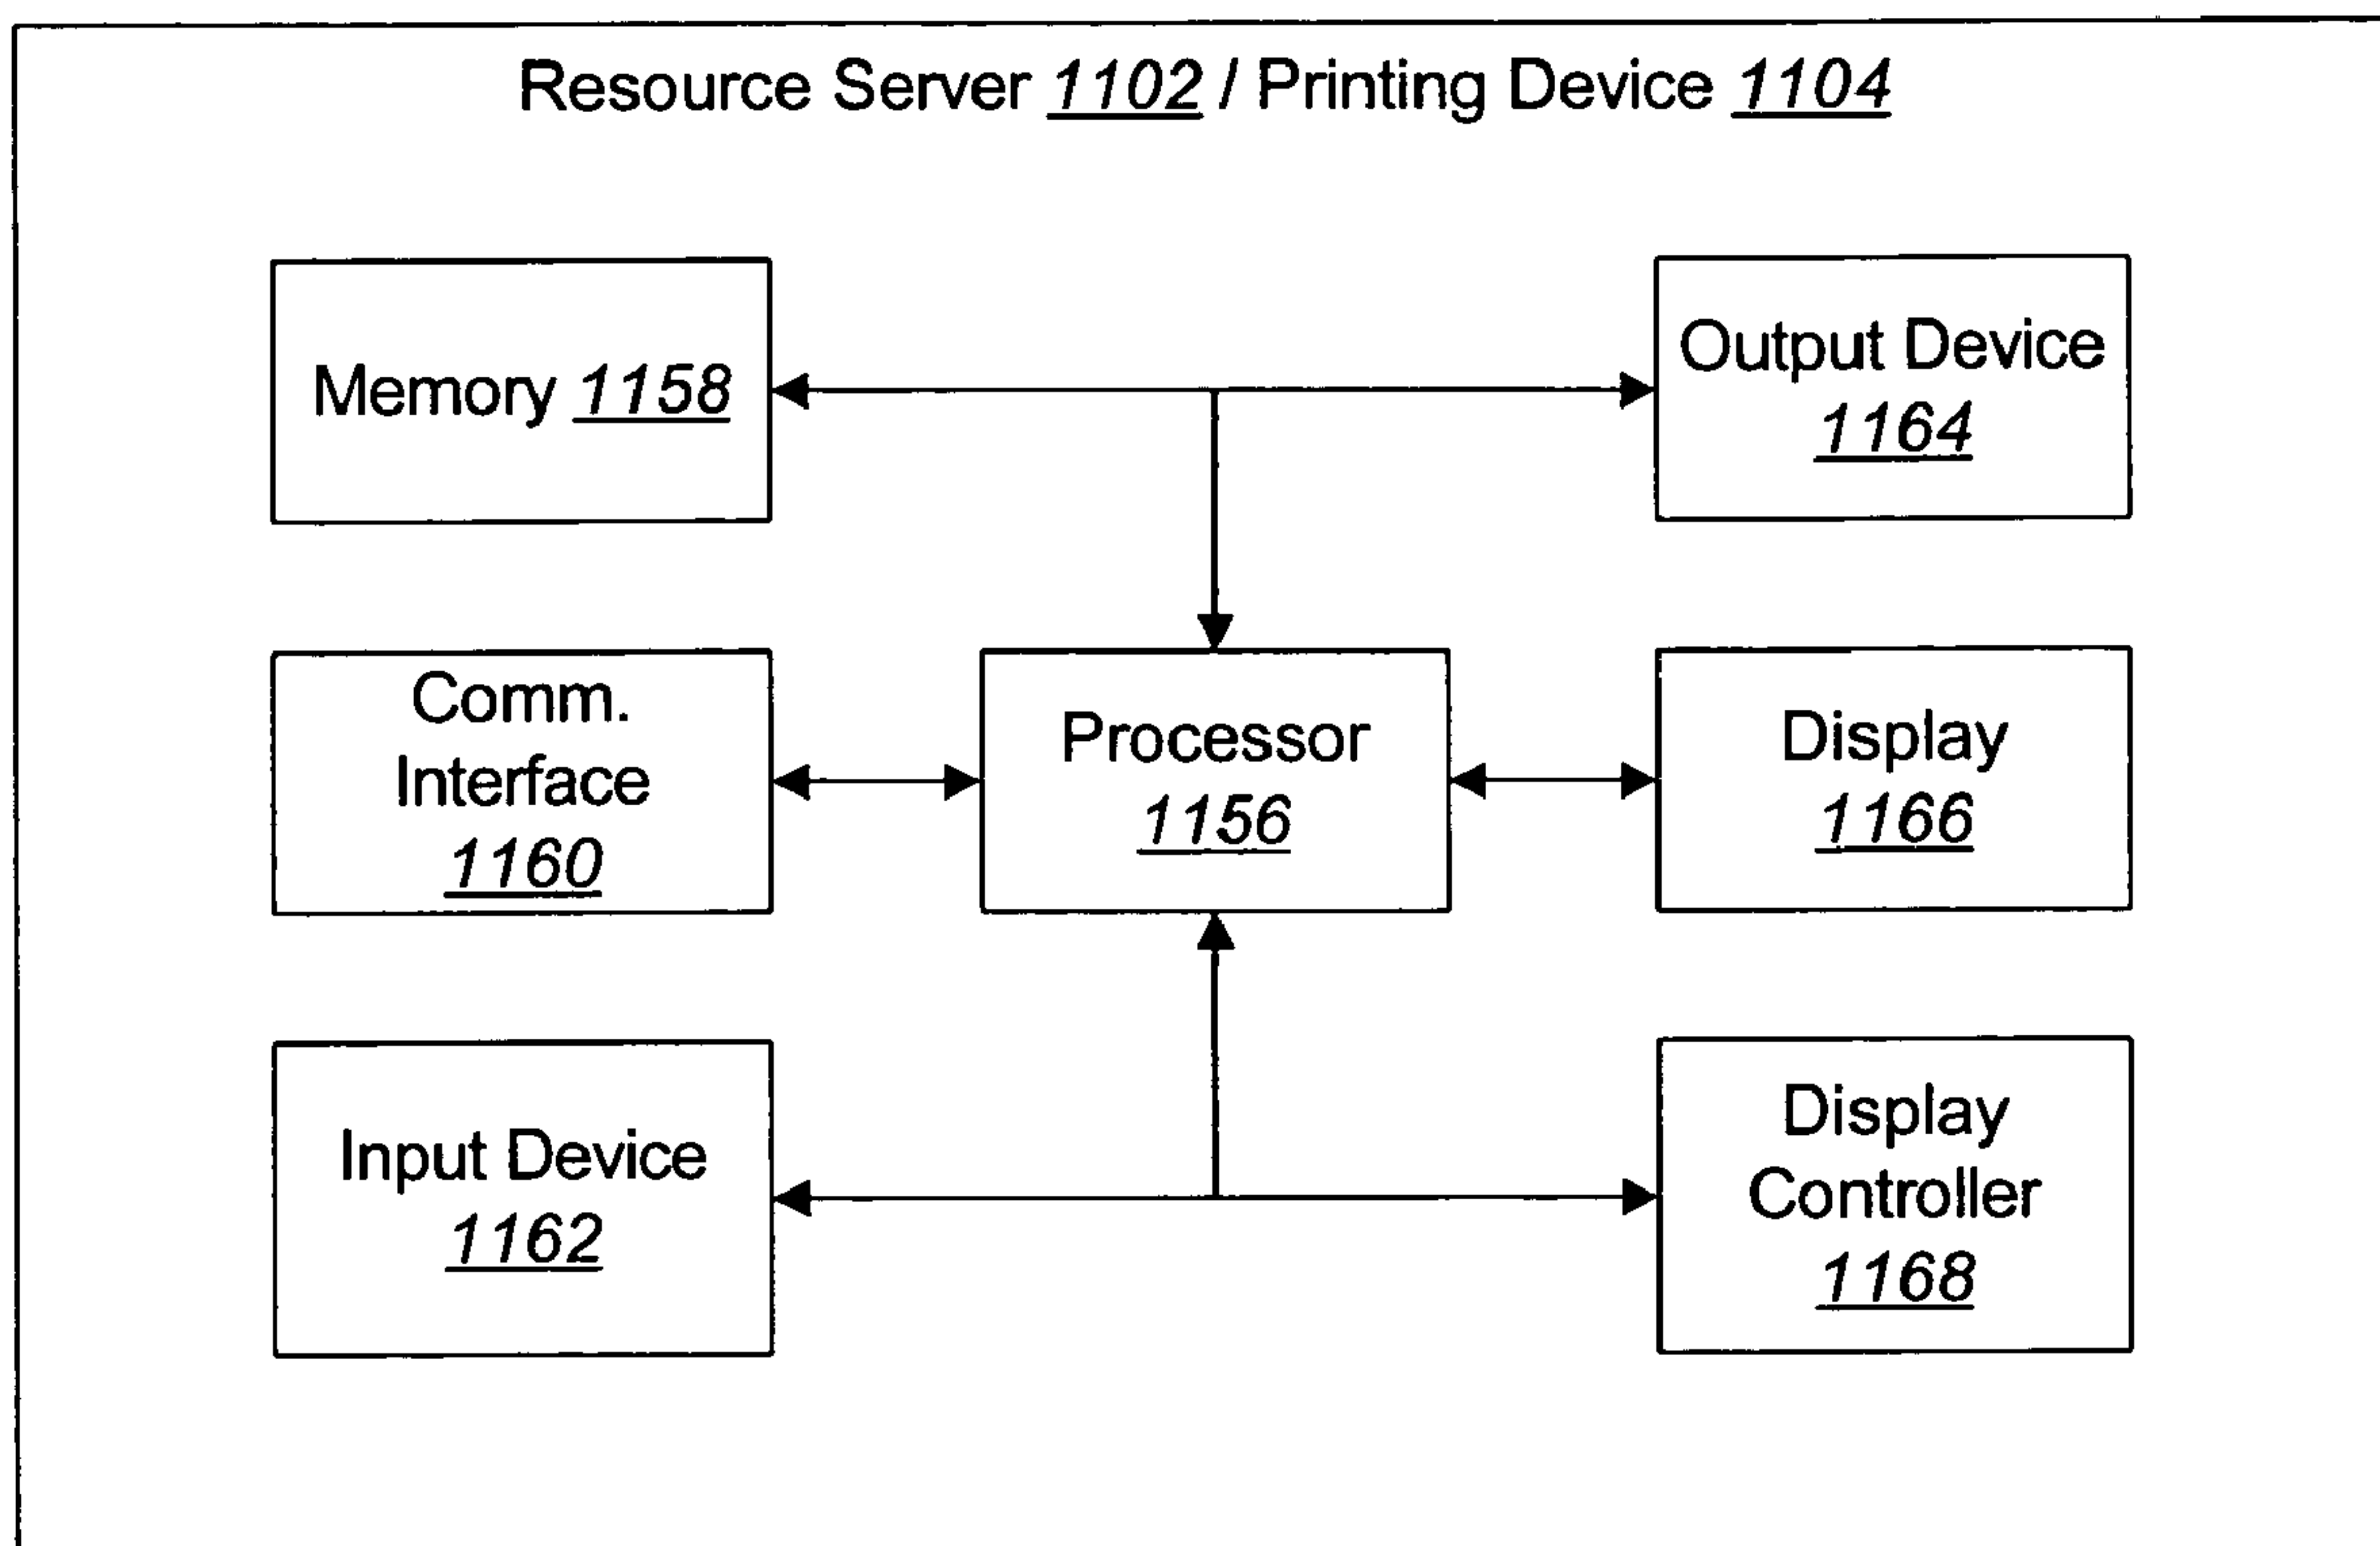 Resource Server 1102 / Printing Device 1104
Memory 1158
Output Device
1164
Comm.
Interface
1160
Processor
1156
Display
1166
Input Device
1162
Display
Controller
1168